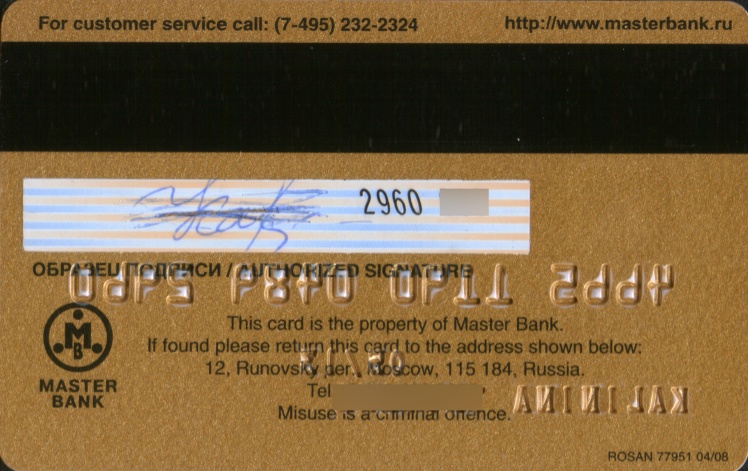 For customer service call: (7-495) 232-2324 http://www.masterbank.ru
2960
ОБРАЗЕЦ ПОДПИСИ / AUTHORIZED SIGNATURE
MASTER
BANK
This card is the property of Master Bank.
If found please return this card to the address shown below:
12, Runovsky per., Moscow, 115 184, Russia.
Tel
Misuse is a criminal offence.
KALININA
ROSAN 77951 04/08